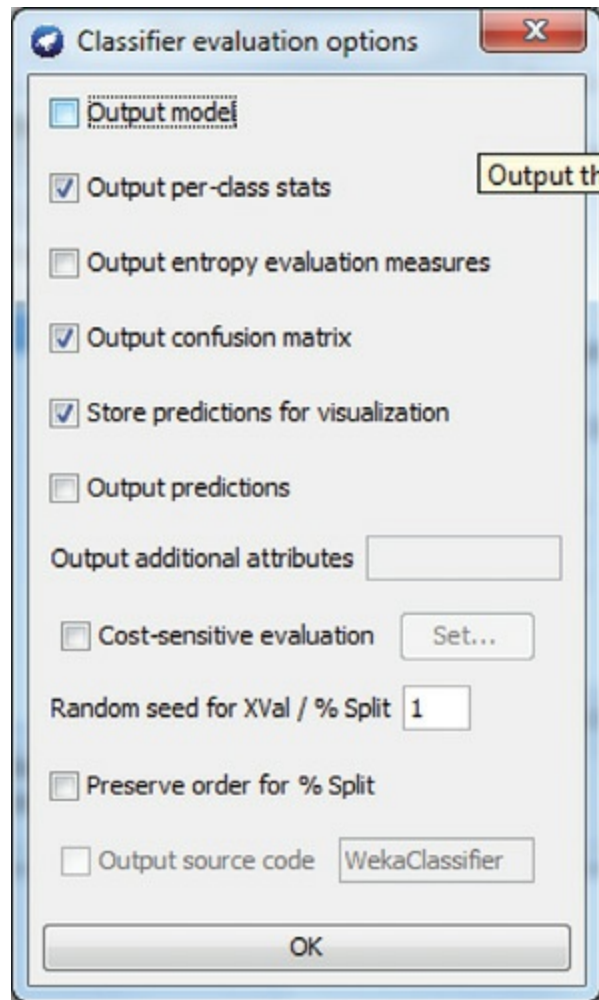 Classifier evaluation options
Output model
Output th
Output per-class stats
Output entropy evaluation measures
Output confusion matrix
Store predictions for visualization
Output predictions
Output additional attributes
Cost-sensitive evaluation Set...
Random seed for XVal / % Split 1
Preserve order for % Split
Output source code WekaClassifier
OK